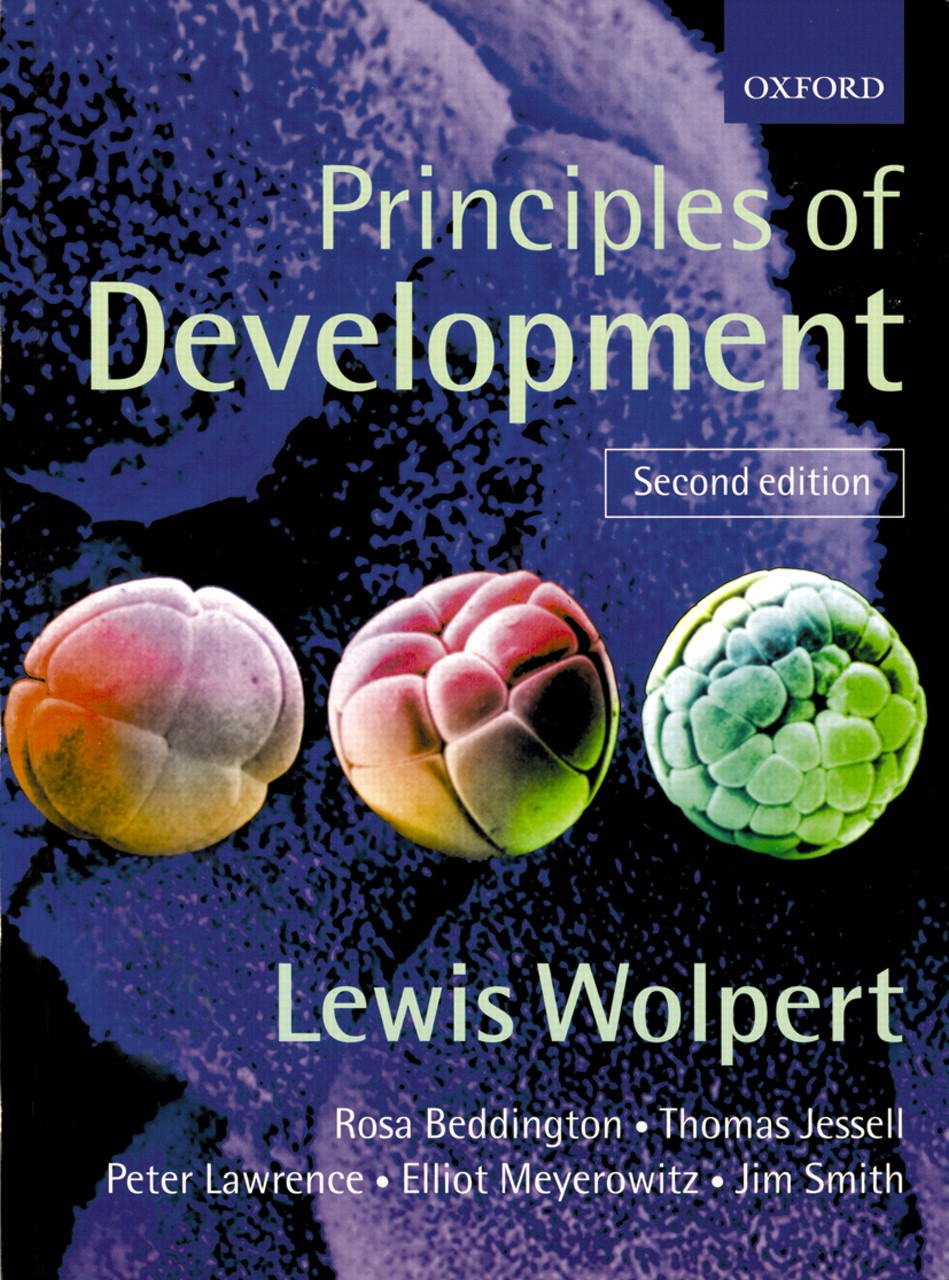 OXFORD
Principles of
Development
Second edition
Lewis Wolpert
Rosa Beddington • Thomas Jessell
Peter Lawrence • Elliot Meyerowitz • Jim Smith